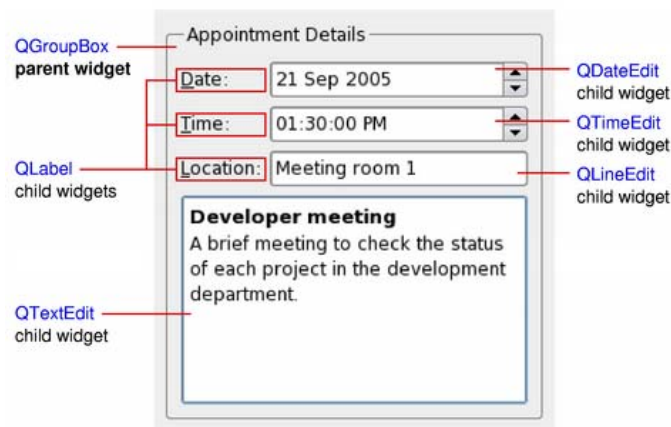 QGroupBox
parent widget
QLabel
child widgets
QTextEdit
child widget
Appointment Details
Date: 21 Sep 2005
Time: 01:30:00 PM
Location: Meeting room 1
Developer meeting
A brief meeting to check the status
of each project in the development
department.
QDateEdit
child widget
QTimeEdit
child widget
QLineEdit
child widget